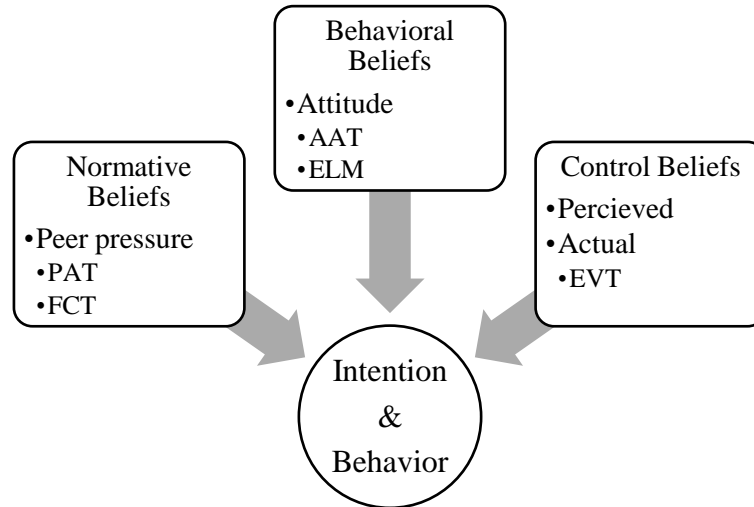 Behavioral
Beliefs
•Attitude
•AAT
•ELM
Normative
Beliefs
•Peer pressure
•PAT
•FCT
Control Beliefs
•Percieved
•Actual
•EVT
Intention
&
Behavior